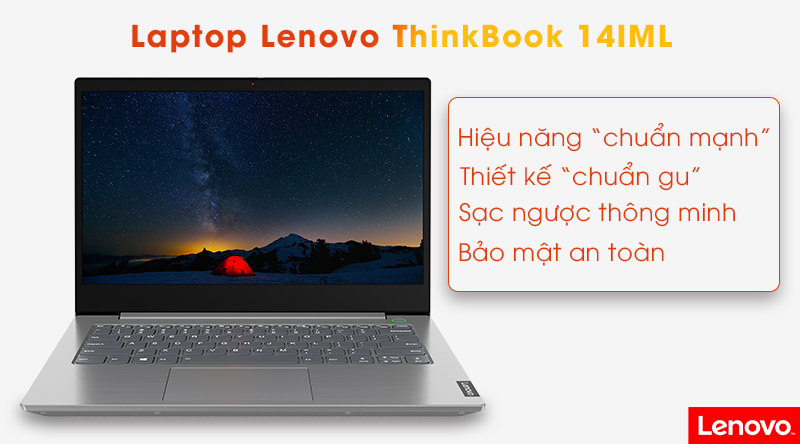 Laptop Lenovo ThinkBook 14IML
Hiệu năng “chuẩn mạnh”
Thiết kế “chuẩn gu”
Sạc ngược thông minh
Bảo mật an toàn
Lenovo
Lenovo